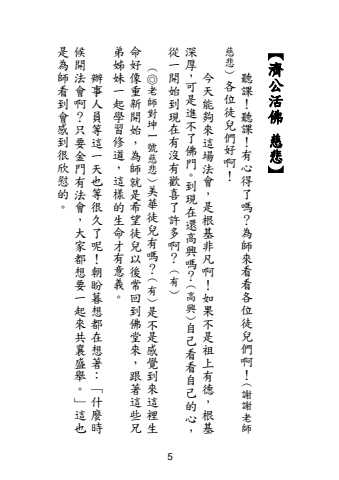 【濟公活佛 慈悲】
聽課！聽課！有心得了嗎？為師來看看各位徒兒們啊！（謝謝老師
慈悲）各位徒兒們好啊！
今天能夠來這場法會，是根基非凡啊！如果不是祖上有德，根基
深厚，可是進不了佛門。到現在還高興嗎？（高興）自己看看自己的心，
從一開始到現在有沒有歡喜了許多啊？（有）
（◎老師對坤一號慈悲）美華徒兒有嗎？（有）是不是感覺到來這裡生
命好像重新開始，為師就是希望徒兒以後常回到佛堂來，跟著這些兄
弟姊妹一起學習修道，這樣的生命才有意義。
辦事人員等這一天也等很久了呢！朝盼暮想都在想著：「什麼時
候開法會啊？只要金門有法會，大家都想要一起來共襄盛舉。」這也
是為師看到會感到很欣慰的。
5